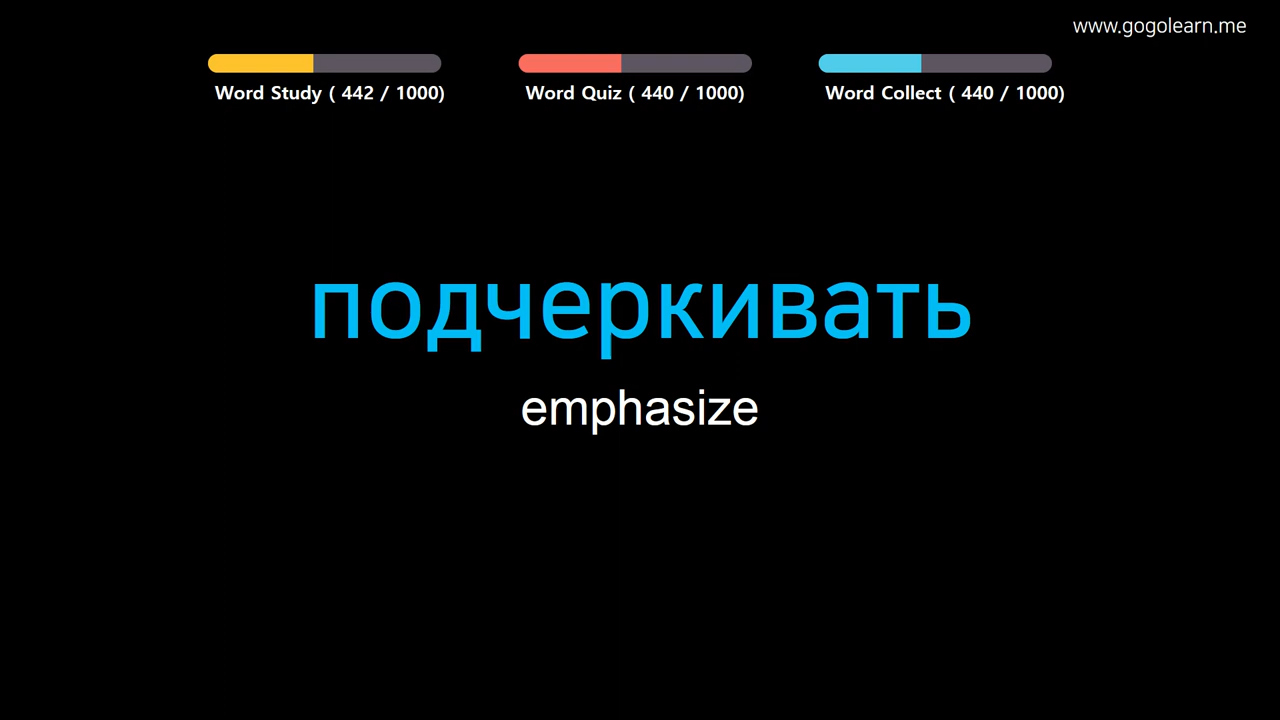 www.gogolearn.me
Word Study ( 442 / 1000)
Word Quiz ( 440 / 1000)
Word Collect ( 440 / 1000)
подчеркивать
emphasize